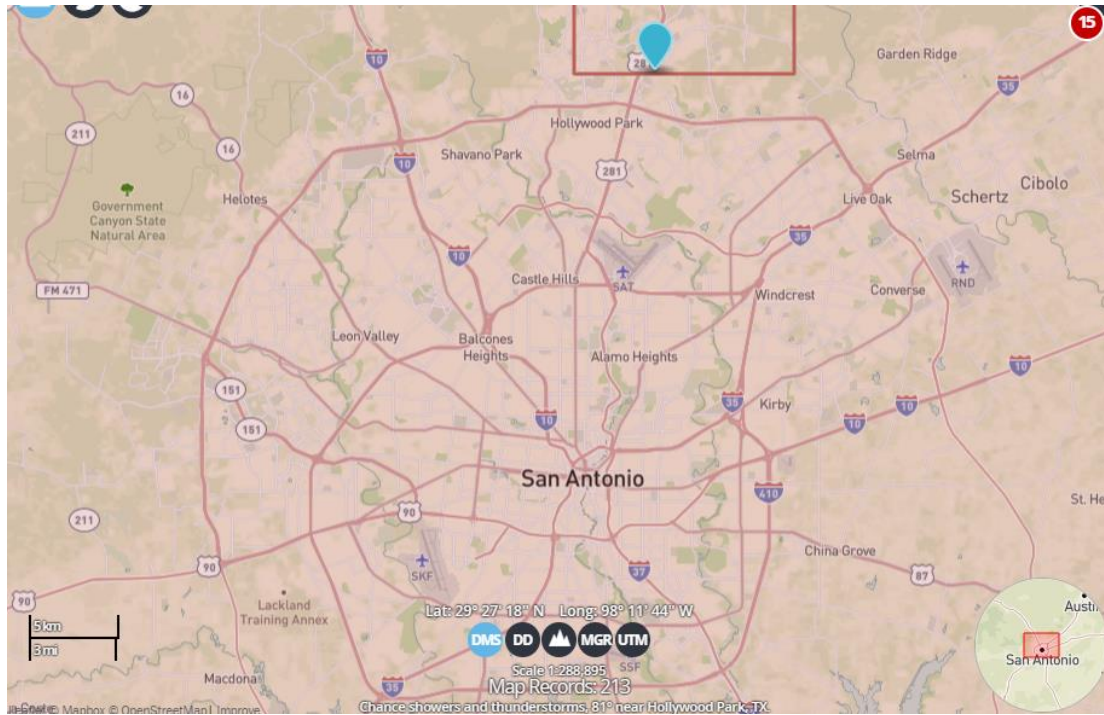 15
281
Garden Ridge
10
35
16
211
Hollywood Park
Shavano Park
16
10
281
Selma
Cibolo
Schertz
Government
Canyon State
Natural Area
Helotes
Live Oak
35
10
Castle Hills
SAT
RND
FM 471
Windcrest
Converse
Leon Valley
Balcones
Heights
Alamo Heights
10
151
35
Kirby
10
10
151
San Antonio
410
St. He
211
90
China Grove
90
SKF
37
87
90
Lackland
Training Annex
Lat: 29° 27' 18" N Long: 98° 11' 44" W
Austi
5km
3mi
DMS DD MGR UTM
San Antonio
Scale 1:288,895
SSF
Macdona
35
Map Records: 213
Chance showers and thunderstorms, 81° near Hollywood Park, TX.
© Mapbox © OpenStreetMap | Improve